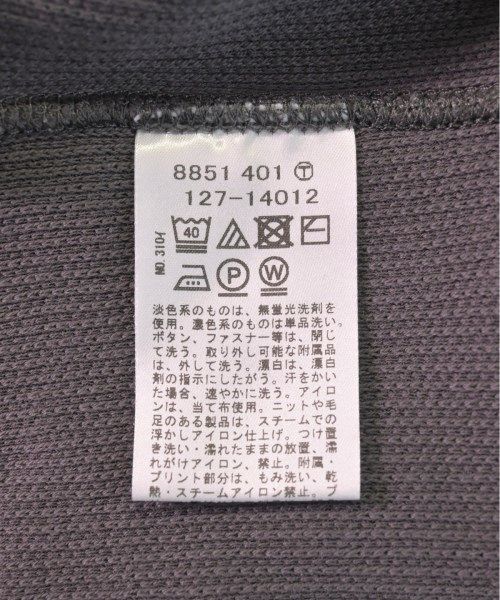 8851 401 Ⓣ
127-14012
NO.310-イ
40
P W
淡色系のものは、無蛍光洗剤を
使用。濃色系のものは単品洗い。
ボタン、ファスナー等は、閉じ
て洗う。取り外し可能な附属品
は、外して洗う。漂白は、漂白
剤の指示にしたがう。汗をかい
た場合、速やかに洗う。アイロ
ンは、当て布使用。ニットや毛
足のある製品は、スチームでの
浮かしアイロン仕上げ。つけ置
き洗い・濡れたままの放置、濡
れがけアイロン、禁止。附属・
プリント部分は、もみ洗い、乾
熱・スチームアイロン禁止。プ